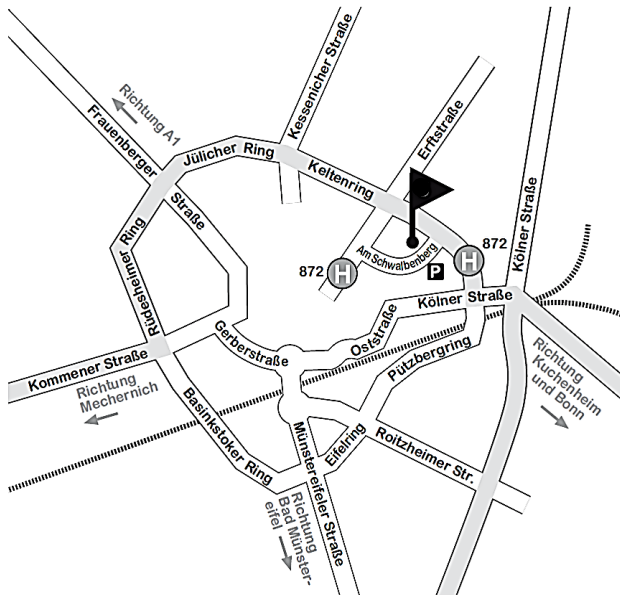 Kessenicher Straße
Frauenberger
Straße
Richtung A1
Jülicher Ring
Keltenring
Erftstraße
Kölner Straße
Rüdesheimer
Ring
Am Schwalbenberg
872 H
P
H 872
Kölner Straße
Oststraße
Gerberstraße
Pützbergring
Kommener Straße
Richtung
Mechernich
Richtung
Kuchenheim
und Bonn
Basinkstoker Ring
Münstereifeler Straße
Eifelring
Roitzheimer Str.
Richtung
Bad Münster-
eifel